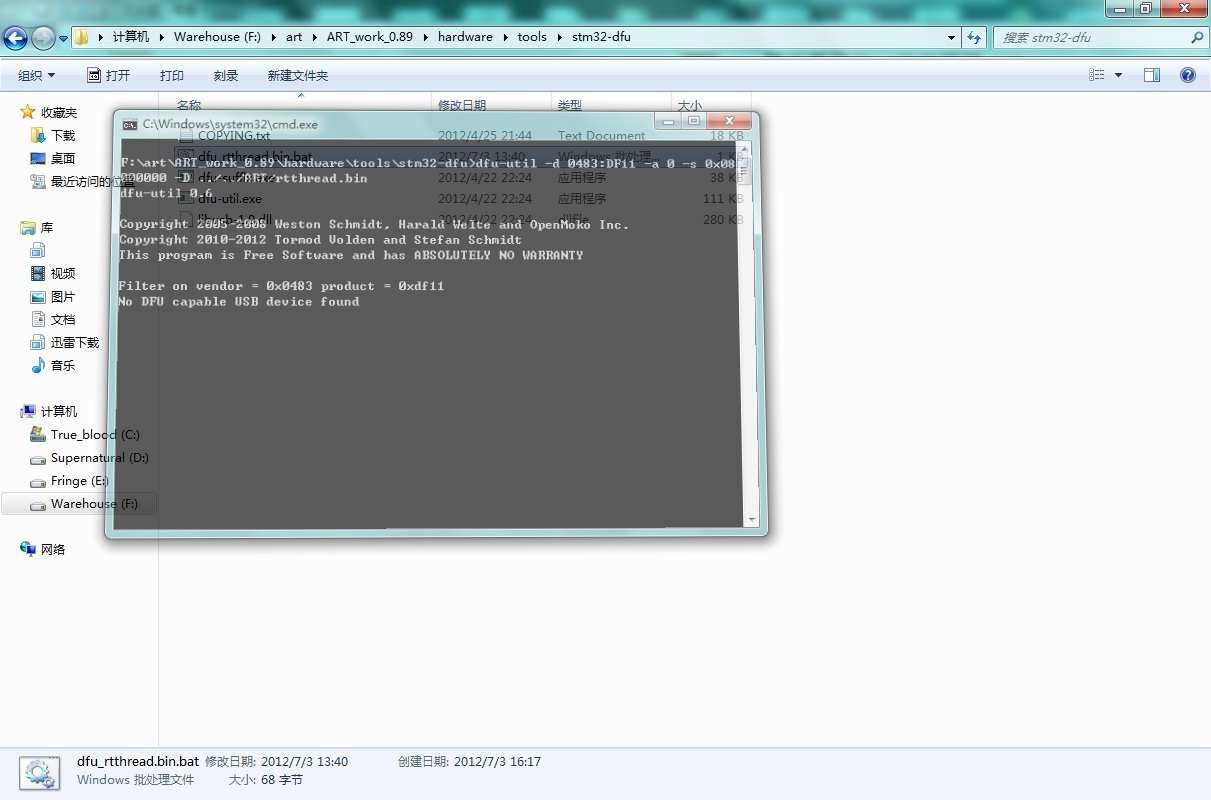 计算机 Warehouse (F:) art ART_work_0.89 hardware tools stm32-dfu
搜索 stm32-dfu
组织 打开 打印 刻录 新建文件夹
名称 修改日期 类型 大小
收藏夹
下载
桌面
最近访问的位置
库
视频
图片
文档
迅雷下载
音乐
计算机
True_blood (C:)
Supernatural (D:)
Fringe (E:)
Warehouse (F:)
网络
COPYING.txt 2012/4/25 21:44 Text Document 18 KB
dfu_rtthread.bin.bat 2012/7/3 13:40 Windows 批处理... 1 KB
dfu-suffix.exe 2012/4/22 22:24 应用程序 38 KB
dfu-util.exe 2012/4/22 22:24 应用程序 111 KB
libusb-1.0.dll 2012/4/22 22:24 dllfile 280 KB
C:\Windows\system32\cmd.exe
F:\art\ART_work_0.89\hardware\tools\stm32-dfu>dfu-util -d 0483:DF11 -a 0 -s 0x08
-D rtthread.bin
dfu-util 0.6
Copyright 2005-2008 Weston Schmidt, Harald Welte and OpenMoko Inc.
Copyright 2010-2012 Tormod Volden and Stefan Schmidt
This program is Free Software and has ABSOLUTELY NO WARRANTY
Filter on vendor = 0x0483 product = 0xdf11
No DFU capable USB device found
dfu_rtthread.bin.bat 修改日期: 2012/7/3 13:40 创建日期: 2012/7/3 16:17
Windows 批处理文件 大小: 68 字节